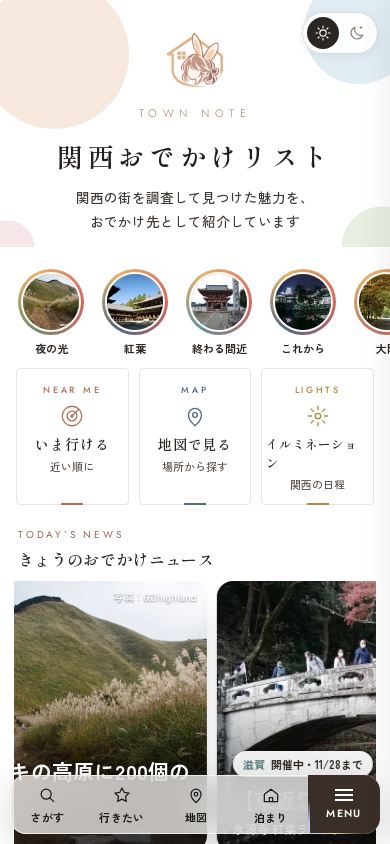 TOWN NOTE
関西おでかけリスト
関西の街を調査して見つけた魅力を、
おでかけ先として紹介しています
夜の光
紅葉
終わる間近
これから
NEAR ME
いま行ける
近い順に
MAP
地図で見る
場所から探す
LIGHTS
イルミネーショ
ン
関西の日程
TODAY'S NEWS
きょうのおでかけニュース
写真：663highland
キの高原に200個の
滋賀 開催中・11/28まで
さがす
行きたい
地図
泊まり
MENU